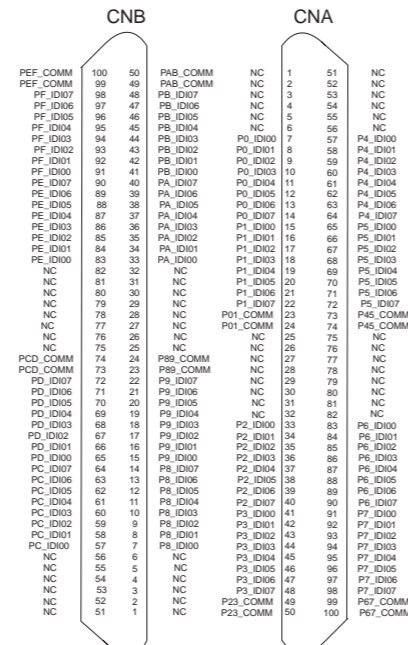 CNB CNA
PEF_COMM 100 50 PAB_COMM NC 1 51 NC
PEF_COMM 99 49 PAB_COMM NC 2 52 NC
PF_IDI07 98 48 PB_IDI07 NC 3 53 NC
PF_IDI06 97 47 PB_IDI06 NC 4 54 NC
PF_IDI05 96 46 PB_IDI05 NC 5 55 NC
PF_IDI04 95 45 PB_IDI04 NC 6 56 NC
PF_IDI03 94 44 PB_IDI03 P0_IDI00 7 57 P4_IDI00
PF_IDI02 93 43 PB_IDI02 P0_IDI01 8 58 P4_IDI01
PF_IDI01 92 42 PB_IDI01 P0_IDI02 9 59 P4_IDI02
PF_IDI00 91 41 PB_IDI00 P0_IDI03 10 60 P4_IDI03
PE_IDI07 90 40 PA_IDI07 P0_IDI04 11 61 P4_IDI04
PE_IDI06 89 39 PA_IDI06 P0_IDI05 12 62 P4_IDI05
PE_IDI05 88 38 PA_IDI05 P0_IDI06 13 63 P4_IDI06
PE_IDI04 87 37 PA_IDI04 P0_IDI07 14 64 P4_IDI07
PE_IDI03 86 36 PA_IDI03 P1_IDI00 15 65 P5_IDI00
PE_IDI02 85 35 PA_IDI02 P1_IDI01 16 66 P5_IDI01
PE_IDI01 84 34 PA_IDI01 P1_IDI02 17 67 P5_IDI02
PE_IDI00 83 33 PA_IDI00 P1_IDI03 18 68 P5_IDI03
NC 82 32 NC P1_IDI04 19 69 P5_IDI04
NC 81 31 NC P1_IDI05 20 70 P5_IDI05
NC 80 30 NC P1_IDI06 21 71 P5_IDI06
NC 79 29 NC P1_IDI07 22 72 P5_IDI07
NC 78 28 NC P01_COMM 23 73 P45_COMM
NC 77 27 NC P01_COMM 24 74 P45_COMM
NC 76 26 NC NC 25 75 NC
NC 75 25 NC NC 26 76 NC
PCD_COMM 74 24 P89_COMM NC 27 77 NC
PCD_COMM 73 23 P89_COMM NC 28 78 NC
PD_IDI07 72 22 P9_IDI07 NC 29 79 NC
PD_IDI06 71 21 P9_IDI06 NC 30 80 NC
PD_IDI05 70 20 P9_IDI05 NC 31 81 NC
PD_IDI04 69 19 P9_IDI04 NC 32 82 NC
PD_IDI03 68 18 P9_IDI03 P2_IDI00 33 83 P6_IDI00
PD_IDI02 67 17 P9_IDI02 P2_IDI01 34 84 P6_IDI01
PD_IDI01 66 16 P9_IDI01 P2_IDI02 35 85 P6_IDI02
PD_IDI00 65 15 P9_IDI00 P2_IDI03 36 86 P6_IDI03
PC_IDI07 64 14 P8_IDI07 P2_IDI04 37 87 P6_IDI04
PC_IDI06 63 13 P8_IDI06 P2_IDI05 38 88 P6_IDI05
PC_IDI05 62 12 P8_IDI05 P2_IDI06 39 89 P6_IDI06
PC_IDI04 61 11 P8_IDI04 P2_IDI07 40 90 P6_IDI07
PC_IDI03 60 10 P8_IDI03 P3_IDI00 41 91 P7_IDI00
PC_IDI02 59 9 P8_IDI02 P3_IDI01 42 92 P7_IDI01
PC_IDI01 58 8 P8_IDI01 P3_IDI02 43 93 P7_IDI02
PC_IDI00 57 7 P8_IDI00 P3_IDI03 44 94 P7_IDI03
NC 56 6 NC P3_IDI04 45 95 P7_IDI04
NC 55 5 NC P3_IDI05 46 96 P7_IDI05
NC 54 4 NC P3_IDI06 47 97 P7_IDI06
NC 53 3 NC P3_IDI07 48 98 P7_IDI07
NC 52 2 NC P23_COMM 49 99 P67_COMM
NC 51 1 NC P23_COMM 50 100 P67_COMM